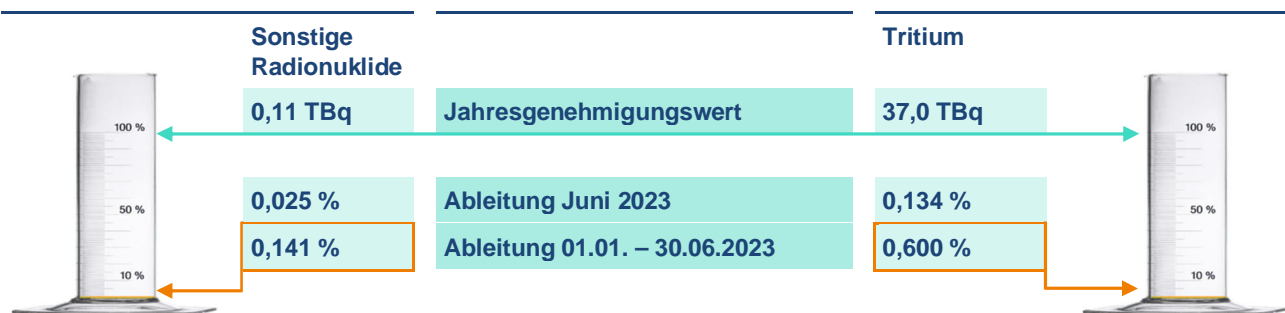 Sonstige
Radionuklide
Tritium
0,11 TBq Jahresgenehmigungswert 37,0 TBq
100 % 100 %
0,025 % Ableitung Juni 2023 0,134 %
50 % 50 %
0,141 % Ableitung 01.01. – 30.06.2023 0,600 %
10 % 10 %